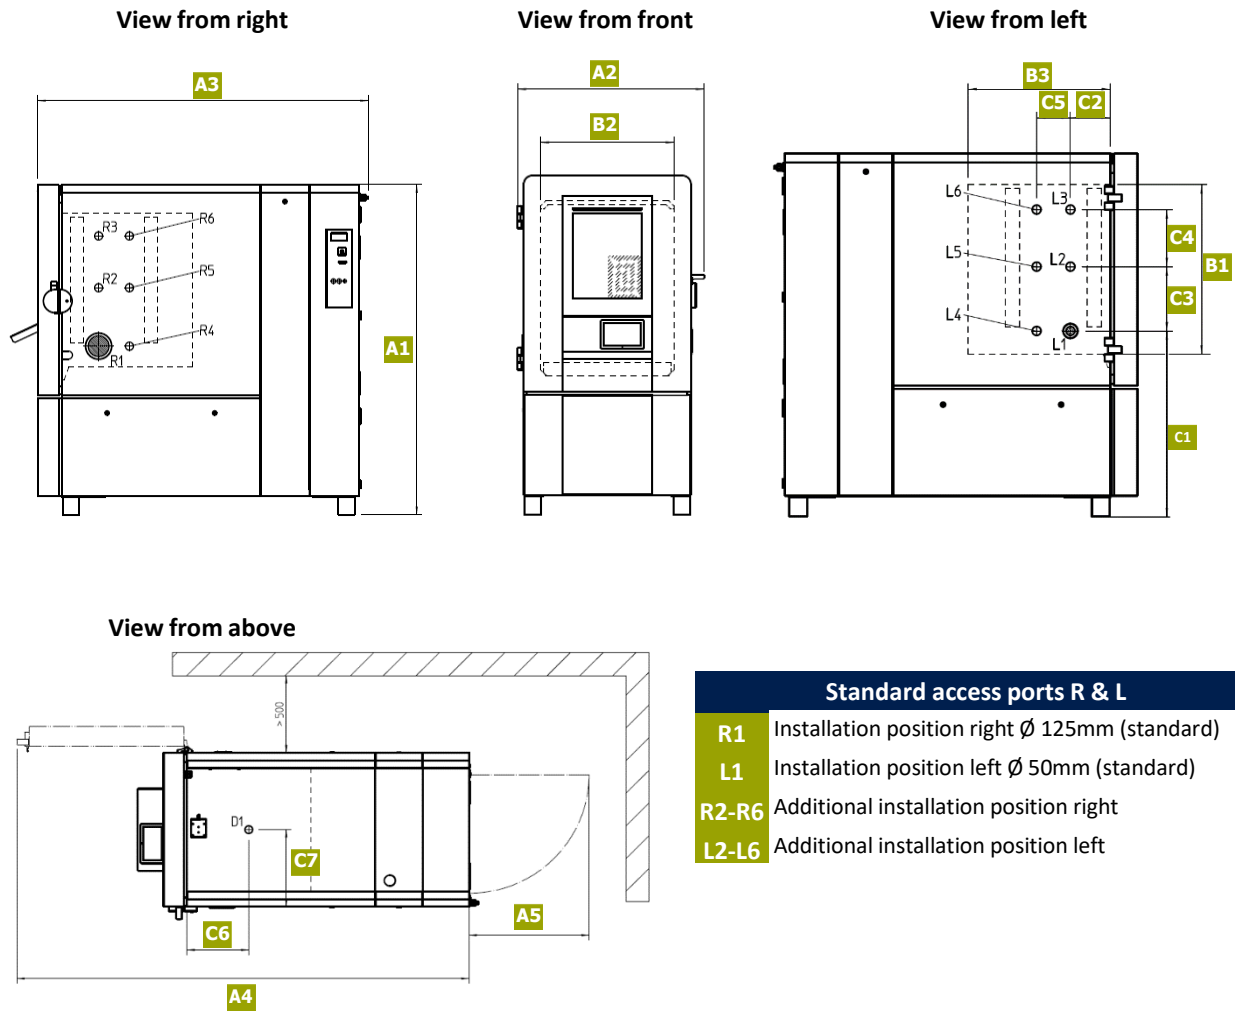 View from right
View from front
View from left
A3
A2
B2
B3
C5 C2
R3
R6
R2
R5
R4
R1
A1
L6
L3
L5
L2
L4
L1
C4
B1
C3
C1
View from above
> 500
D1
C7
C6
A5
A4
Standard access ports R & L
R1 Installation position right Ø 125mm (standard)
L1 Installation position left Ø 50mm (standard)
R2-R6 Additional installation position right
L2-L6 Additional installation position left